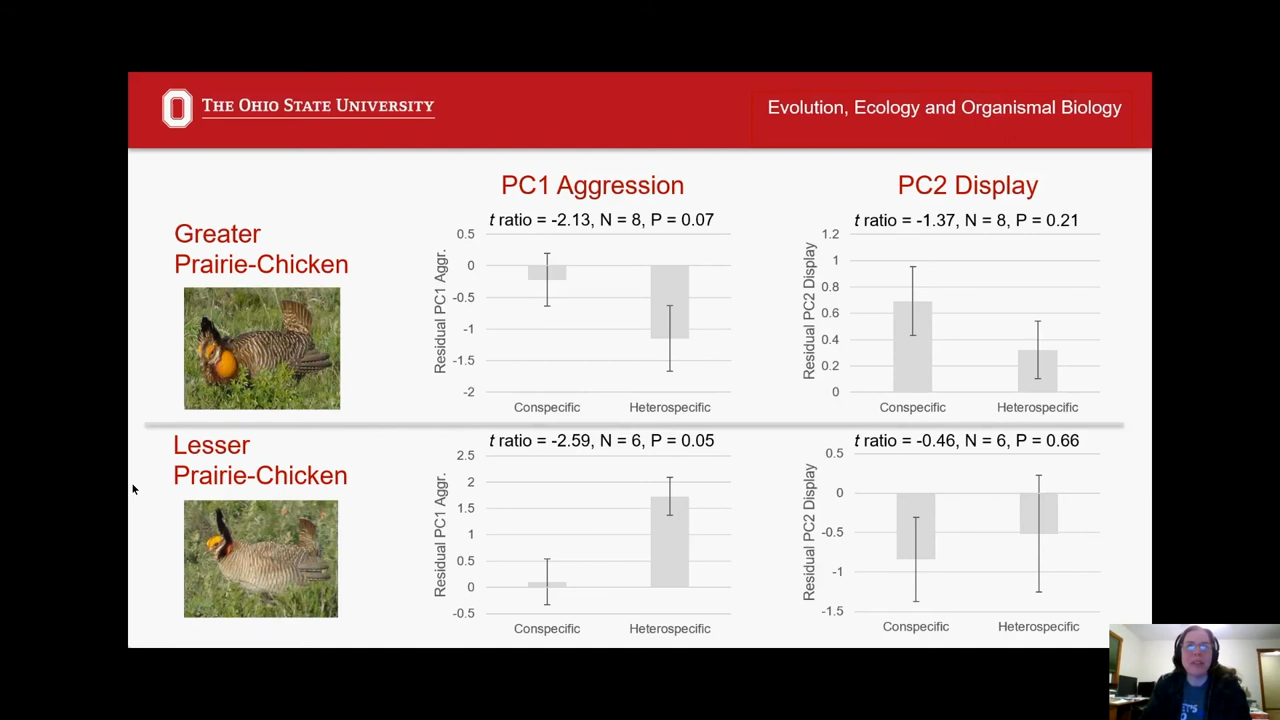 THE OHIO STATE UNIVERSITY
Evolution, Ecology and Organismal Biology
PC1 Aggression
PC2 Display
Greater
Prairie-Chicken
t ratio = -2.13, N = 8, P = 0.07
Residual PC1 Aggr.
0.5
0
-0.5
-1
-1.5
-2
Conspecific
Heterospecific
t ratio = -1.37, N = 8, P = 0.21
Residual PC2 Display
1.2
1
0.8
0.6
0.4
0.2
0
Conspecific
Heterospecific
Lesser
Prairie-Chicken
t ratio = -2.59, N = 6, P = 0.05
Residual PC1 Aggr.
2.5
2
1.5
1
0.5
0
-0.5
Conspecific
Heterospecific
t ratio = -0.46, N = 6, P = 0.66
Residual PC2 Display
0.5
0
-0.5
-1
-1.5
Conspecific
Heterospecific